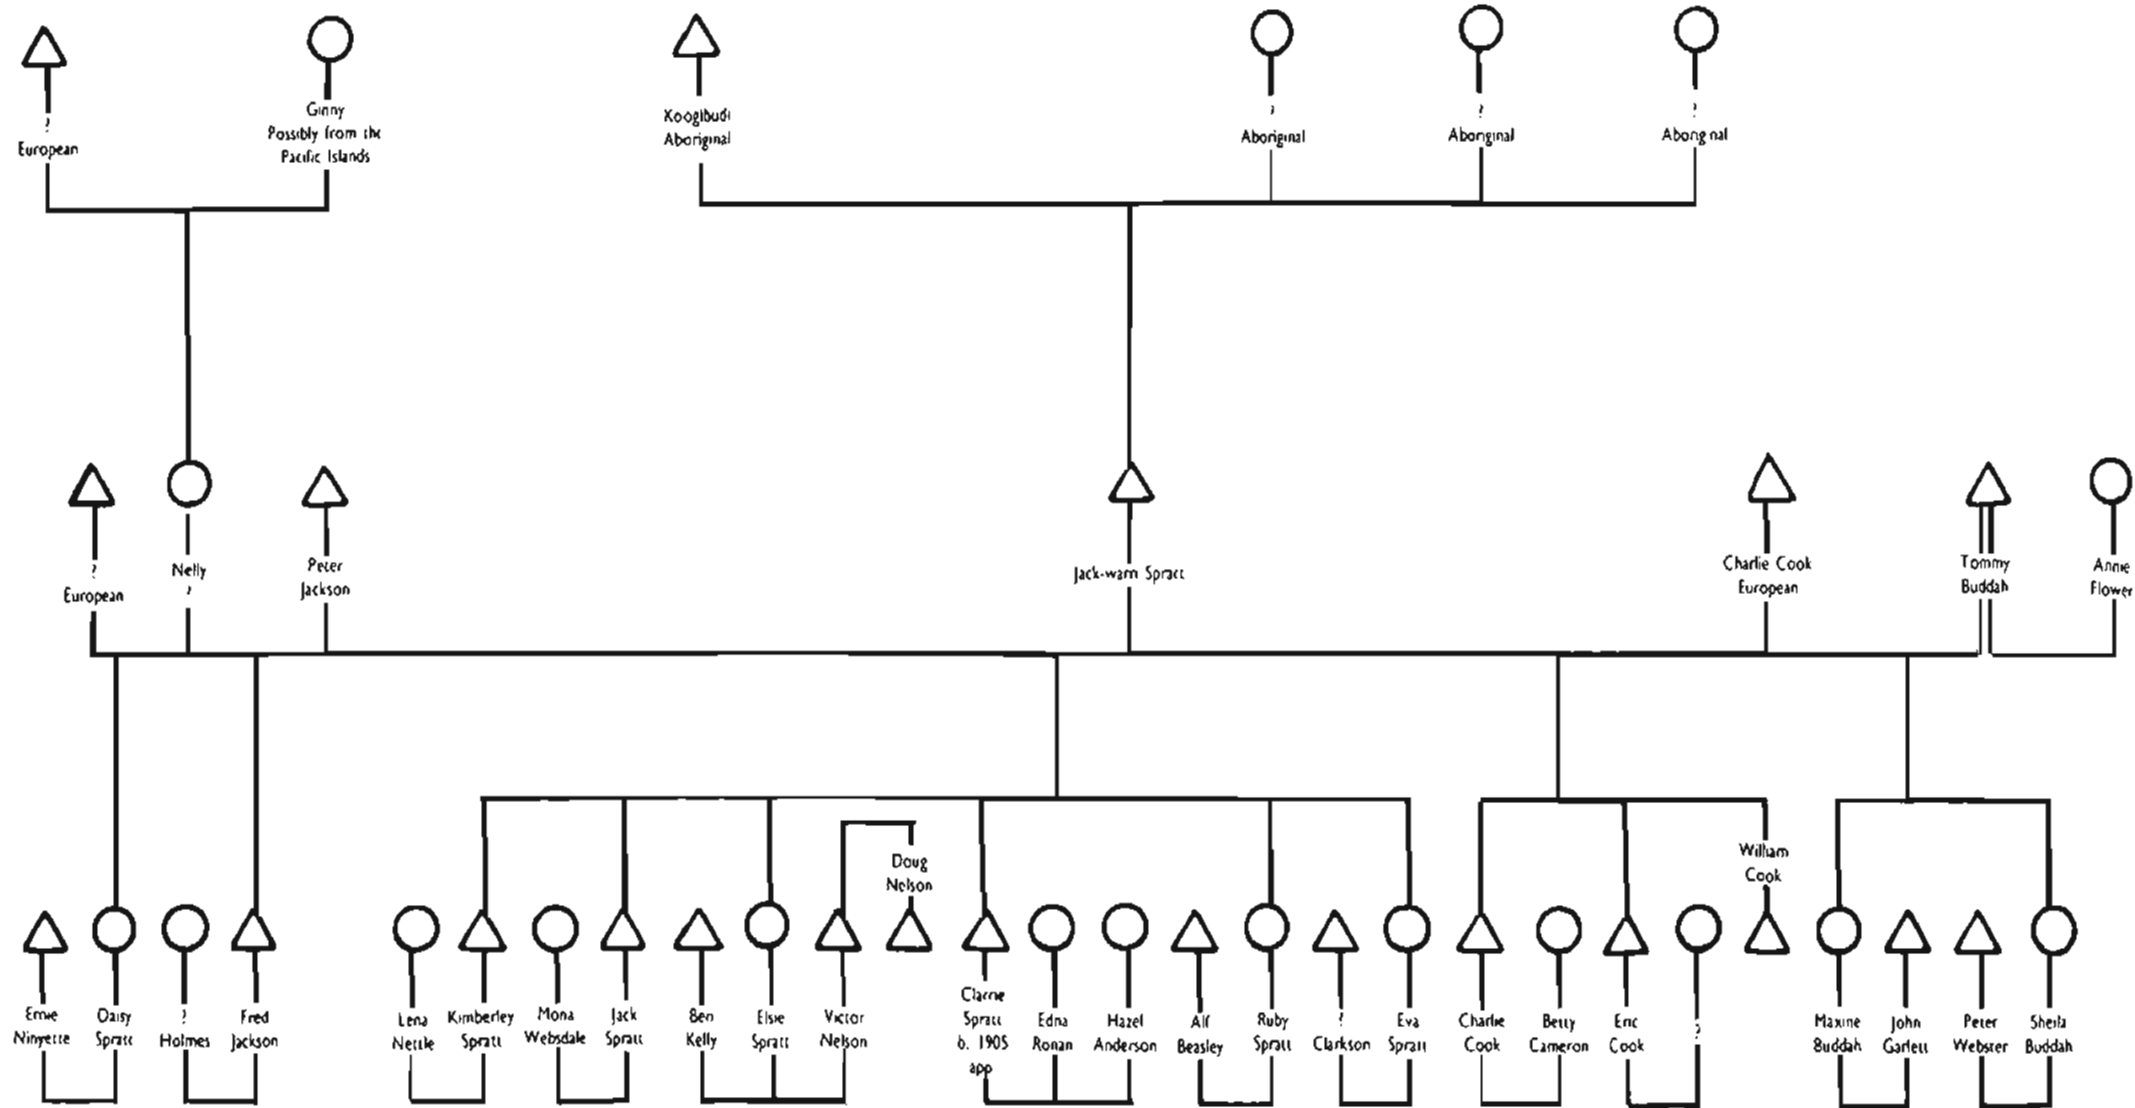 ?
European
Ginny
Possibly from the
Pacific Islands
Koogibudi
Aboriginal
?
Aboriginal
?
Aboriginal
?
Aboriginal
?
European
Nelly
?
Peter
Jackson
Jack-warn Spratt
Charlie Cook
European
Tommy
Buddah
Annie
Flower
Doug
Nelson
William
Cook
Ernie
Ninyette
Daisy
Spratt
?
Holmes
Fred
Jackson
Lena
Nettle
Kimberley
Spratt
Mona
Websdale
Jack
Spratt
Ben
Kelly
Elsie
Spratt
Victor
Nelson
Clarrie
Spratt
b. 1905
app
Edna
Ronan
Hazel
Anderson
Alf
Beasley
Ruby
Spratt
?
Clarkson
Eva
Spratt
Charlie
Cook
Betty
Cameron
Eric
Cook
?
Maxine
Buddah
John
Garlett
Peter
Webster
Sheila
Buddah